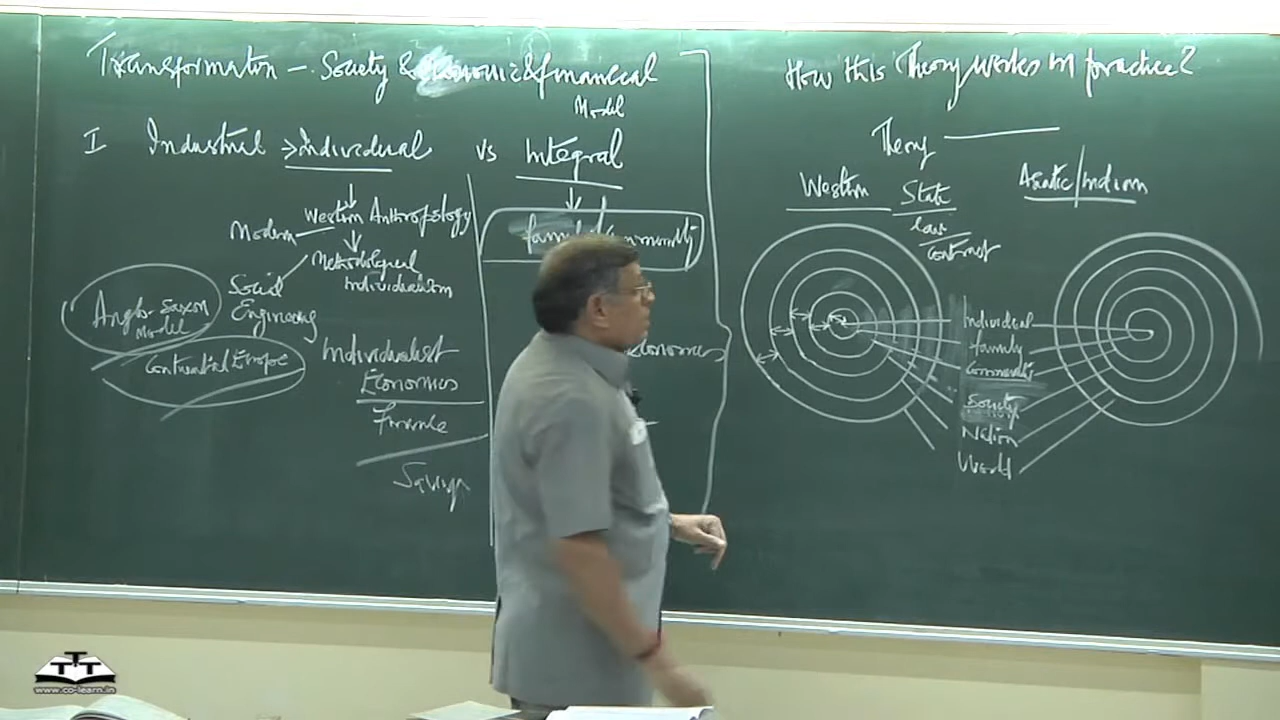 Transformation - Society & Economic & financial
Model
I Industrial > Individual vs Integral
Western Anthropology
Modern
Methodological
Individualism
Social
Engineering
Anglo-Saxon
Model
Continental Europe
Individualist
Economics
Finance
Savings
family / Community
Economics
How this Theory works in practice?
Theory
Western
State
law
Contract
Asiatic/Indian
Individual
family
Community
Society
Nation
World
TTT
www.co-learn.in